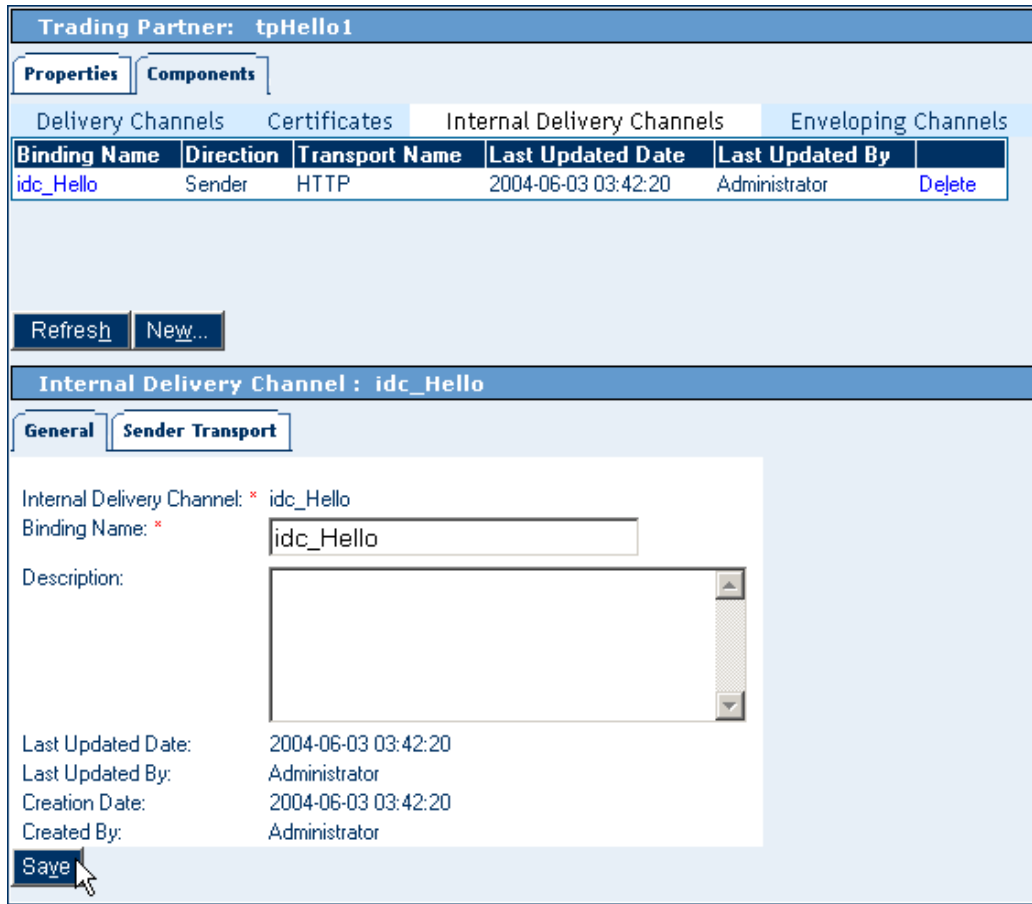 Trading Partner: tpHello1
Properties Components
Delivery Channels Certificates Internal Delivery Channels Enveloping Channels
Binding Name Direction Transport Name Last Updated Date Last Updated By
idc_Hello Sender HTTP 2004-06-03 03:42:20 Administrator Delete
Refresh New...
Internal Delivery Channel : idc_Hello
General Sender Transport
Internal Delivery Channel: * idc_Hello
Binding Name: * idc_Hello
Description:
Last Updated Date: 2004-06-03 03:42:20
Last Updated By: Administrator
Creation Date: 2004-06-03 03:42:20
Created By: Administrator
Save